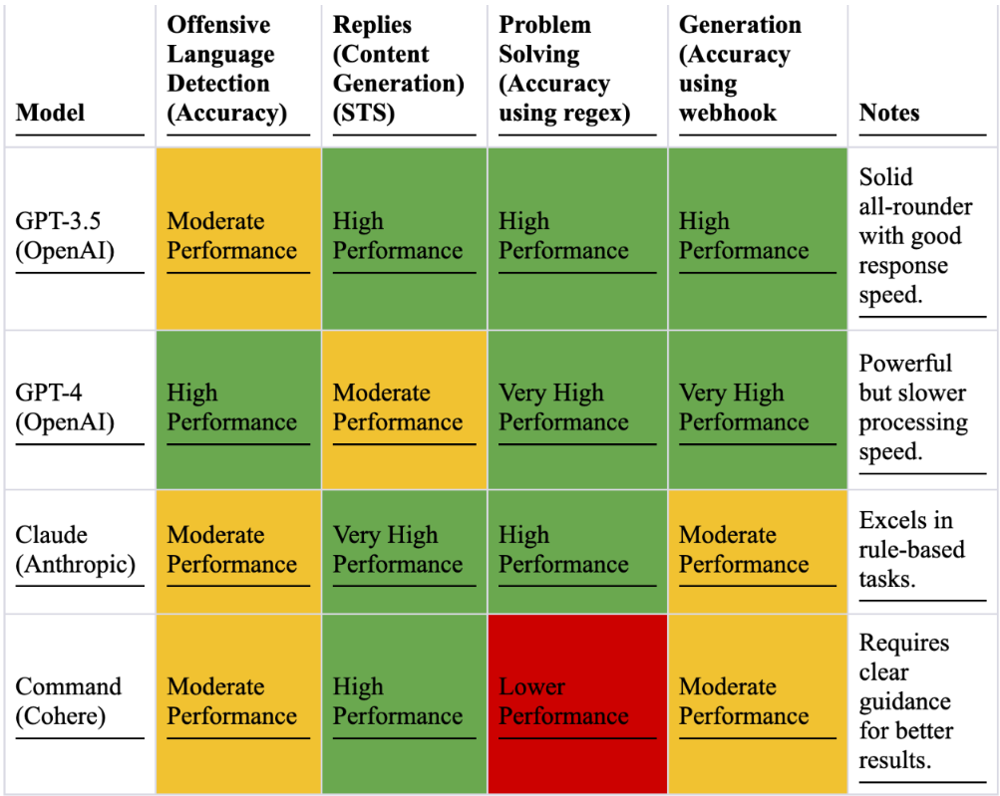 Model
Offensive
Language
Detection
(Accuracy)
Replies
(Content
Generation)
(STS)
Problem
Solving
(Accuracy
using regex)
Generation
(Accuracy
using
webhook
Notes
GPT-3.5
(OpenAI)
Moderate
Performance
High
Performance
High
Performance
High
Performance
Solid
all-rounder
with good
response
speed.
GPT-4
(OpenAI)
High
Performance
Moderate
Performance
Very High
Performance
Very High
Performance
Powerful
but slower
processing
speed.
Claude
(Anthropic)
Moderate
Performance
Very High
Performance
High
Performance
Moderate
Performance
Excels in
rule-based
tasks.
Command
(Cohere)
Moderate
Performance
High
Performance
Lower
Performance
Moderate
Performance
Requires
clear
guidance
for better
results.